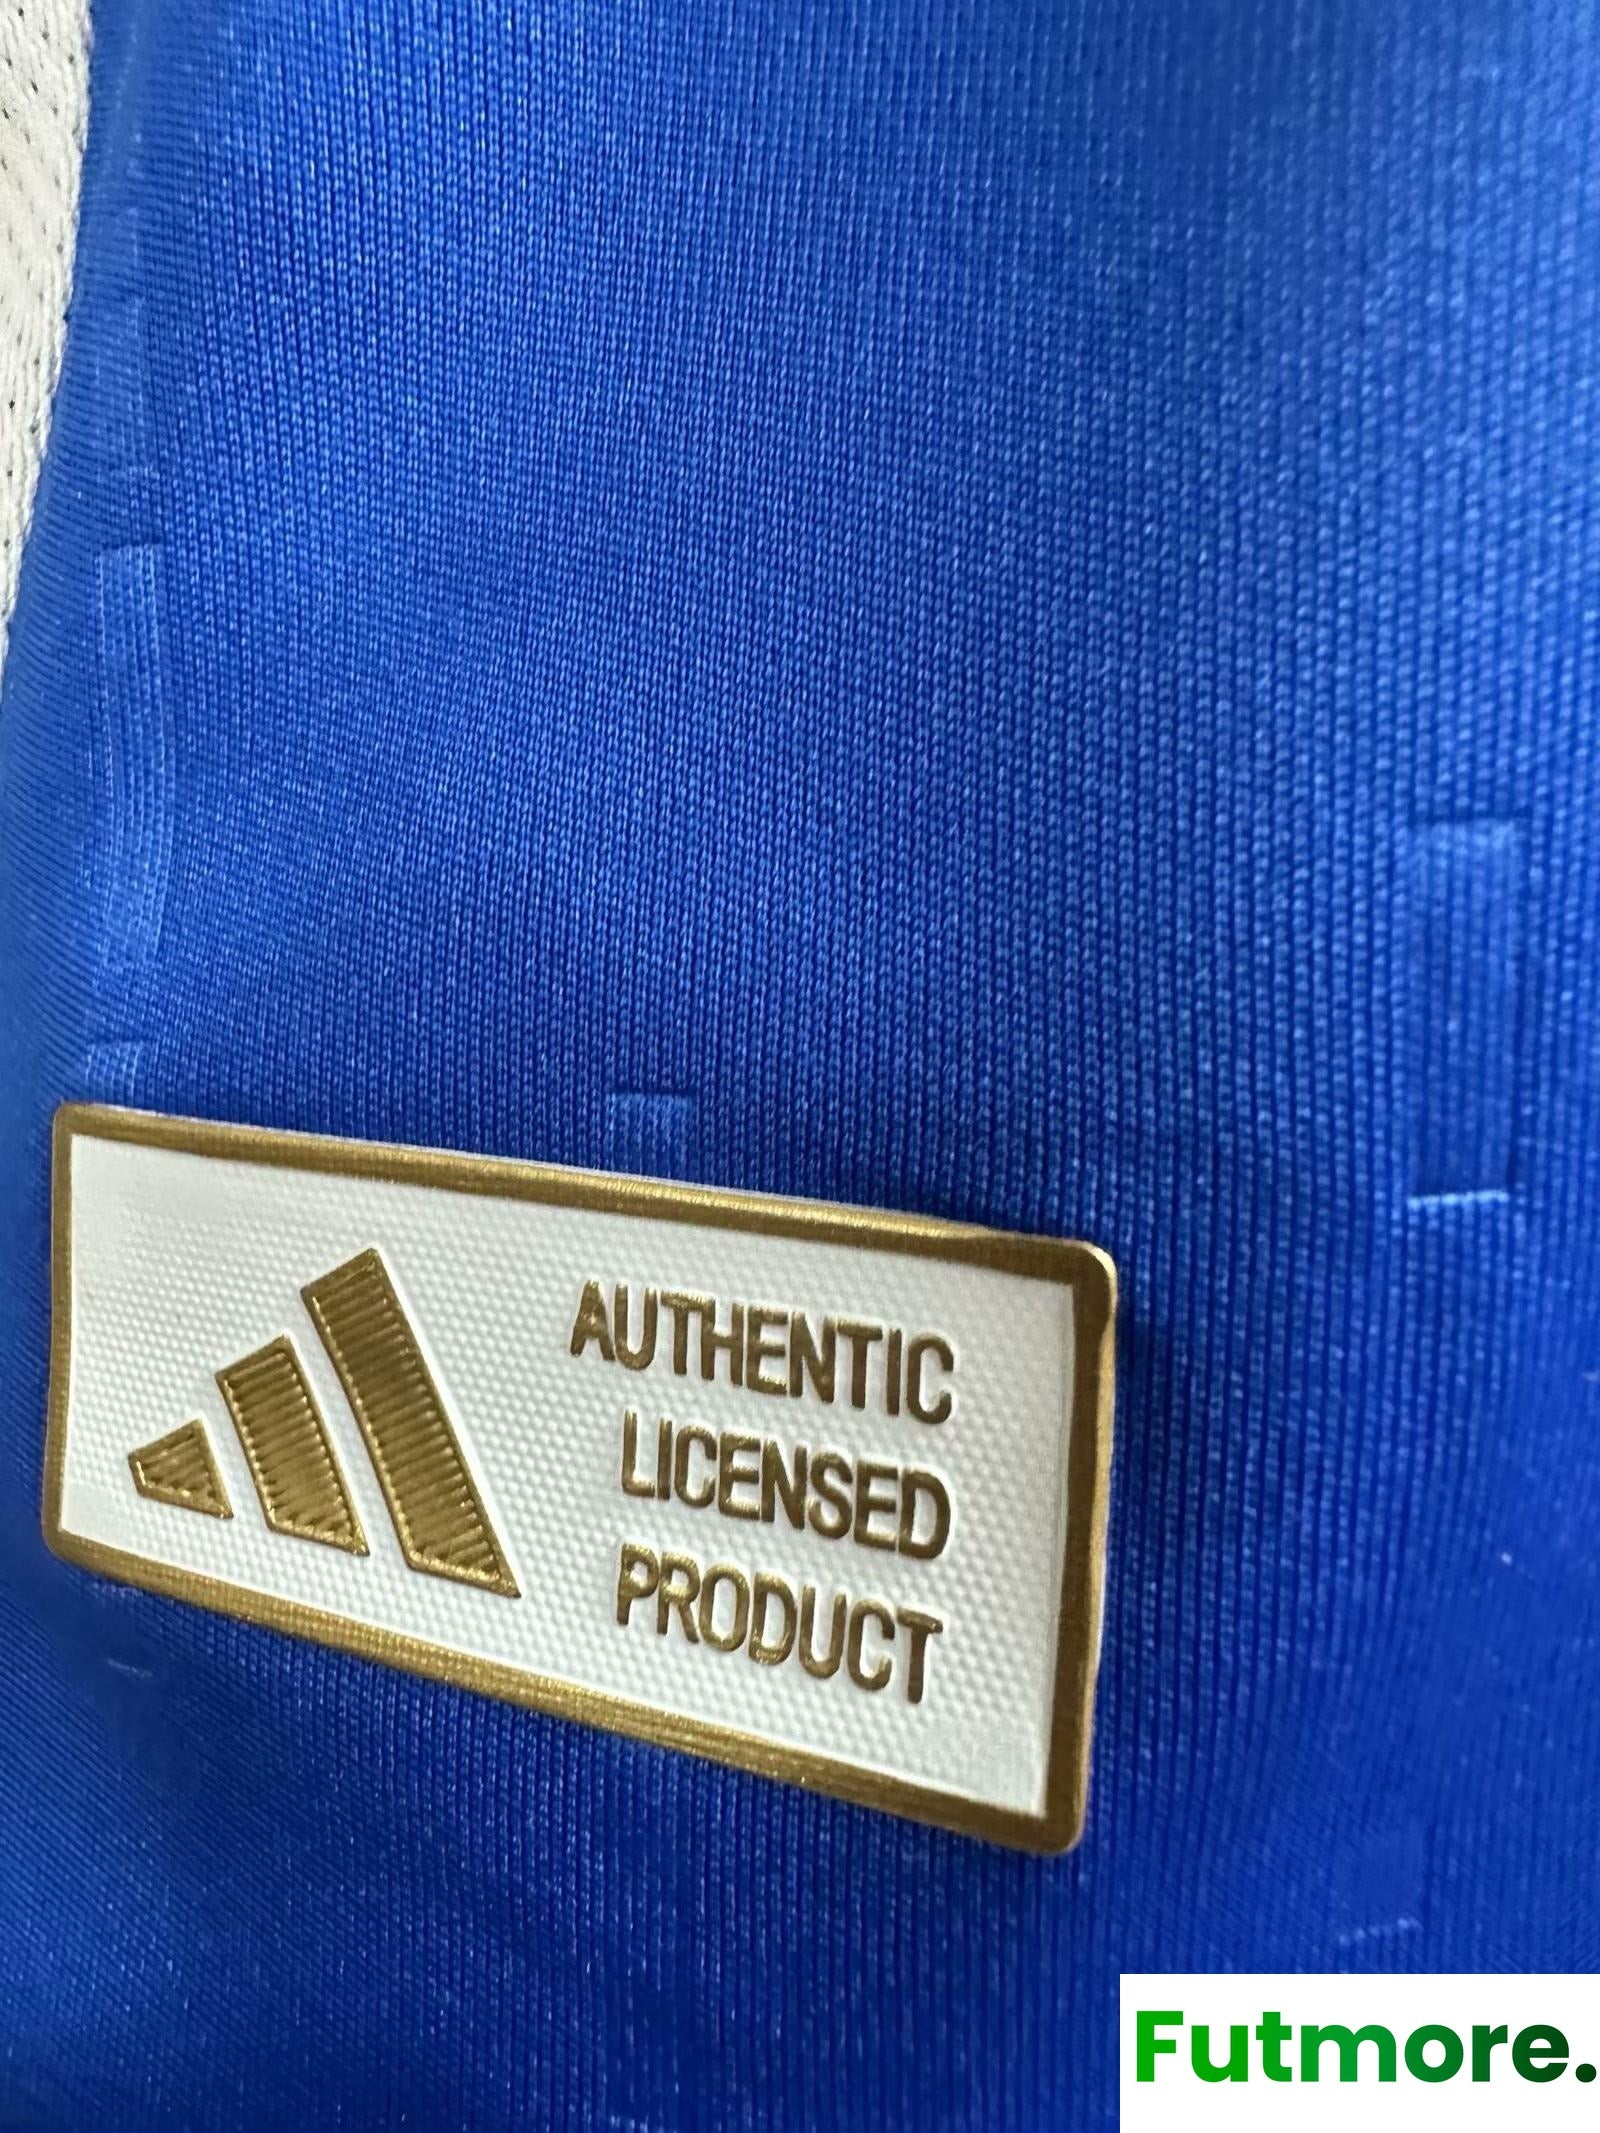 AUTHENTIC
LICENSED
PRODUCT
Futmore.